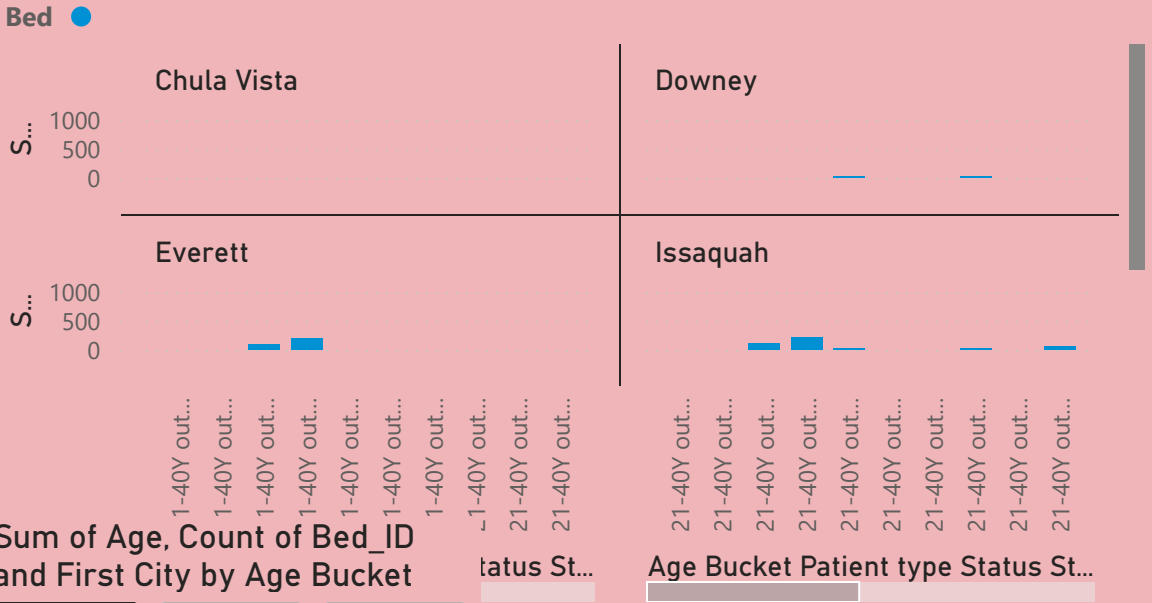 Bed
Chula Vista
Downey
S...
1000
500
0
Everett
Issaquah
S...
1000
500
0
1-40Y out...
1-40Y out...
1-40Y out...
1-40Y out...
1-40Y out...
1-40Y out...
1-40Y out...
1-40Y out...
21-40Y out...
21-40Y out...
21-40Y out...
21-40Y out...
21-40Y out...
21-40Y out...
21-40Y out...
21-40Y out...
21-40Y out...
21-40Y out...
21-40Y out...
21-40Y out...
Sum of Age, Count of Bed_ID
and First City by Age Bucket
tatus St...
Age Bucket Patient type Status St...